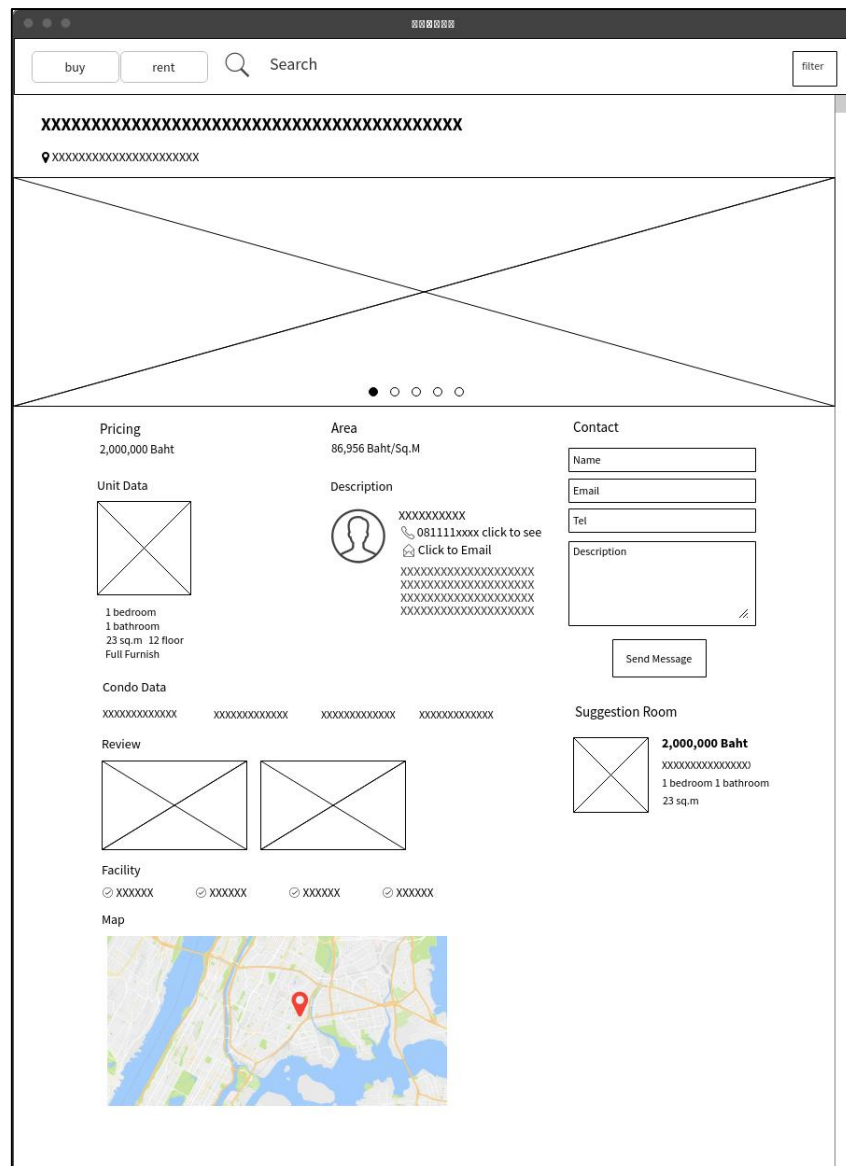 buy
rent
Search
filter
XXXXXXXXXXXXXXXXXXXXXXXXXXXXXXXXXXXXXXXXXX
XXXXXXXXXXXXXXXXXXXXXX
Pricing
2,000,000 Baht
Area
86,956 Baht/Sq.M
Unit Data
1 bedroom
1 bathroom
23 sq.m 12 floor
Full Furnish
Description
XXXXXXXXXX
081111xxxx click to see
Click to Email
XXXXXXXXXXXXXXXXXXXX
XXXXXXXXXXXXXXXXXXXX
XXXXXXXXXXXXXXXXXXXX
XXXXXXXXXXXXXXXXXXXX
Contact
Name
Email
Tel
Description
Send Message
Condo Data
XXXXXXXXXXXXX XXXXXXXXXXXXX XXXXXXXXXXXXX XXXXXXXXXXXXX
Review
Suggestion Room
2,000,000 Baht
XXXXXXXXXXXXXXX
1 bedroom 1 bathroom
23 sq.m
Facility
XXXXXX XXXXXX XXXXXX XXXXXX
Map